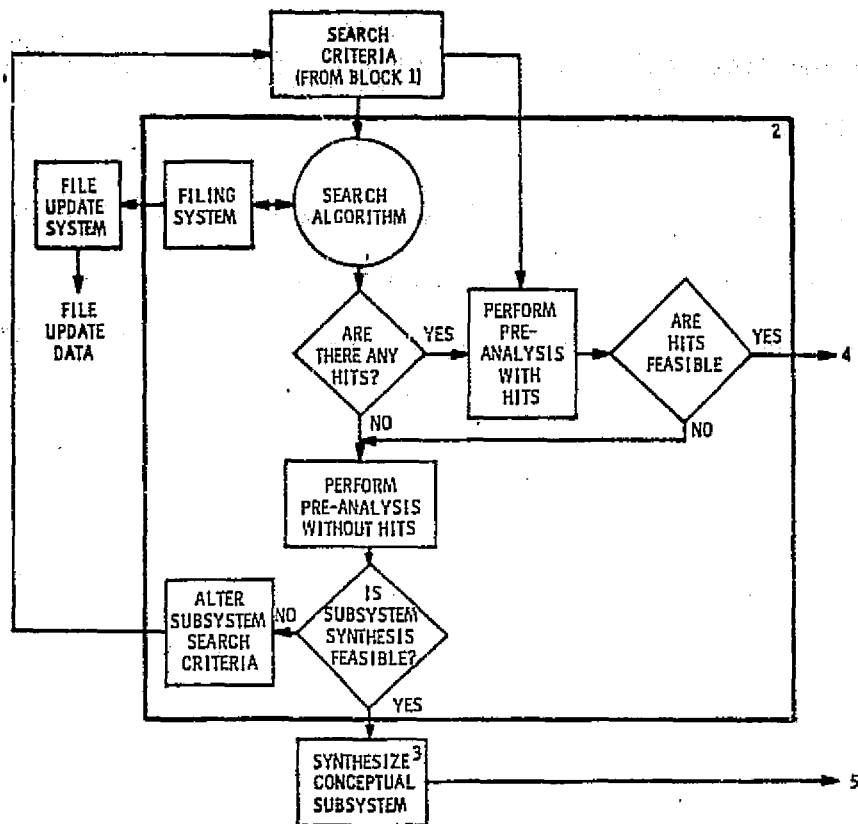 SEARCH
CRITERIA
(FROM BLOCK 1)
2
FILE
UPDATE
SYSTEM
FILING
SYSTEM
SEARCH
ALGORITHM
FILE
UPDATE
DATA
ARE
THERE ANY
HITS?
YES
PERFORM
PRE-
ANALYSIS
WITH
HITS
ARE
HITS
FEASIBLE
YES
4
NO
NO
PERFORM
PRE-ANALYSIS
WITHOUT HITS
ALTER
SUBSYSTEM
SEARCH
CRITERIA
NO
IS
SUBSYSTEM
SYNTHESIS
FEASIBLE?
YES
SYNTHESIZE 3
CONCEPTUAL
SUBSYSTEM
5